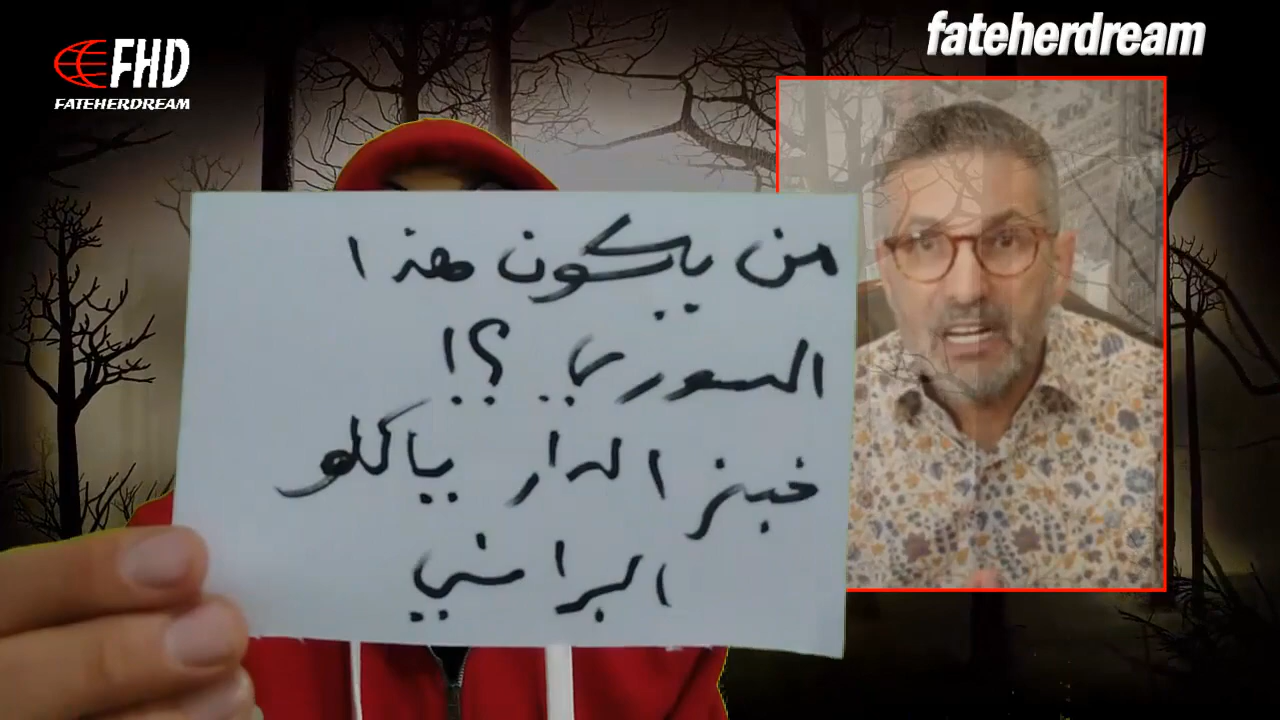 FHD
FATEHERDREAM
fateherdream
من يكون هذا
السوري ؟!
خبز الدار ياكلو
البراني